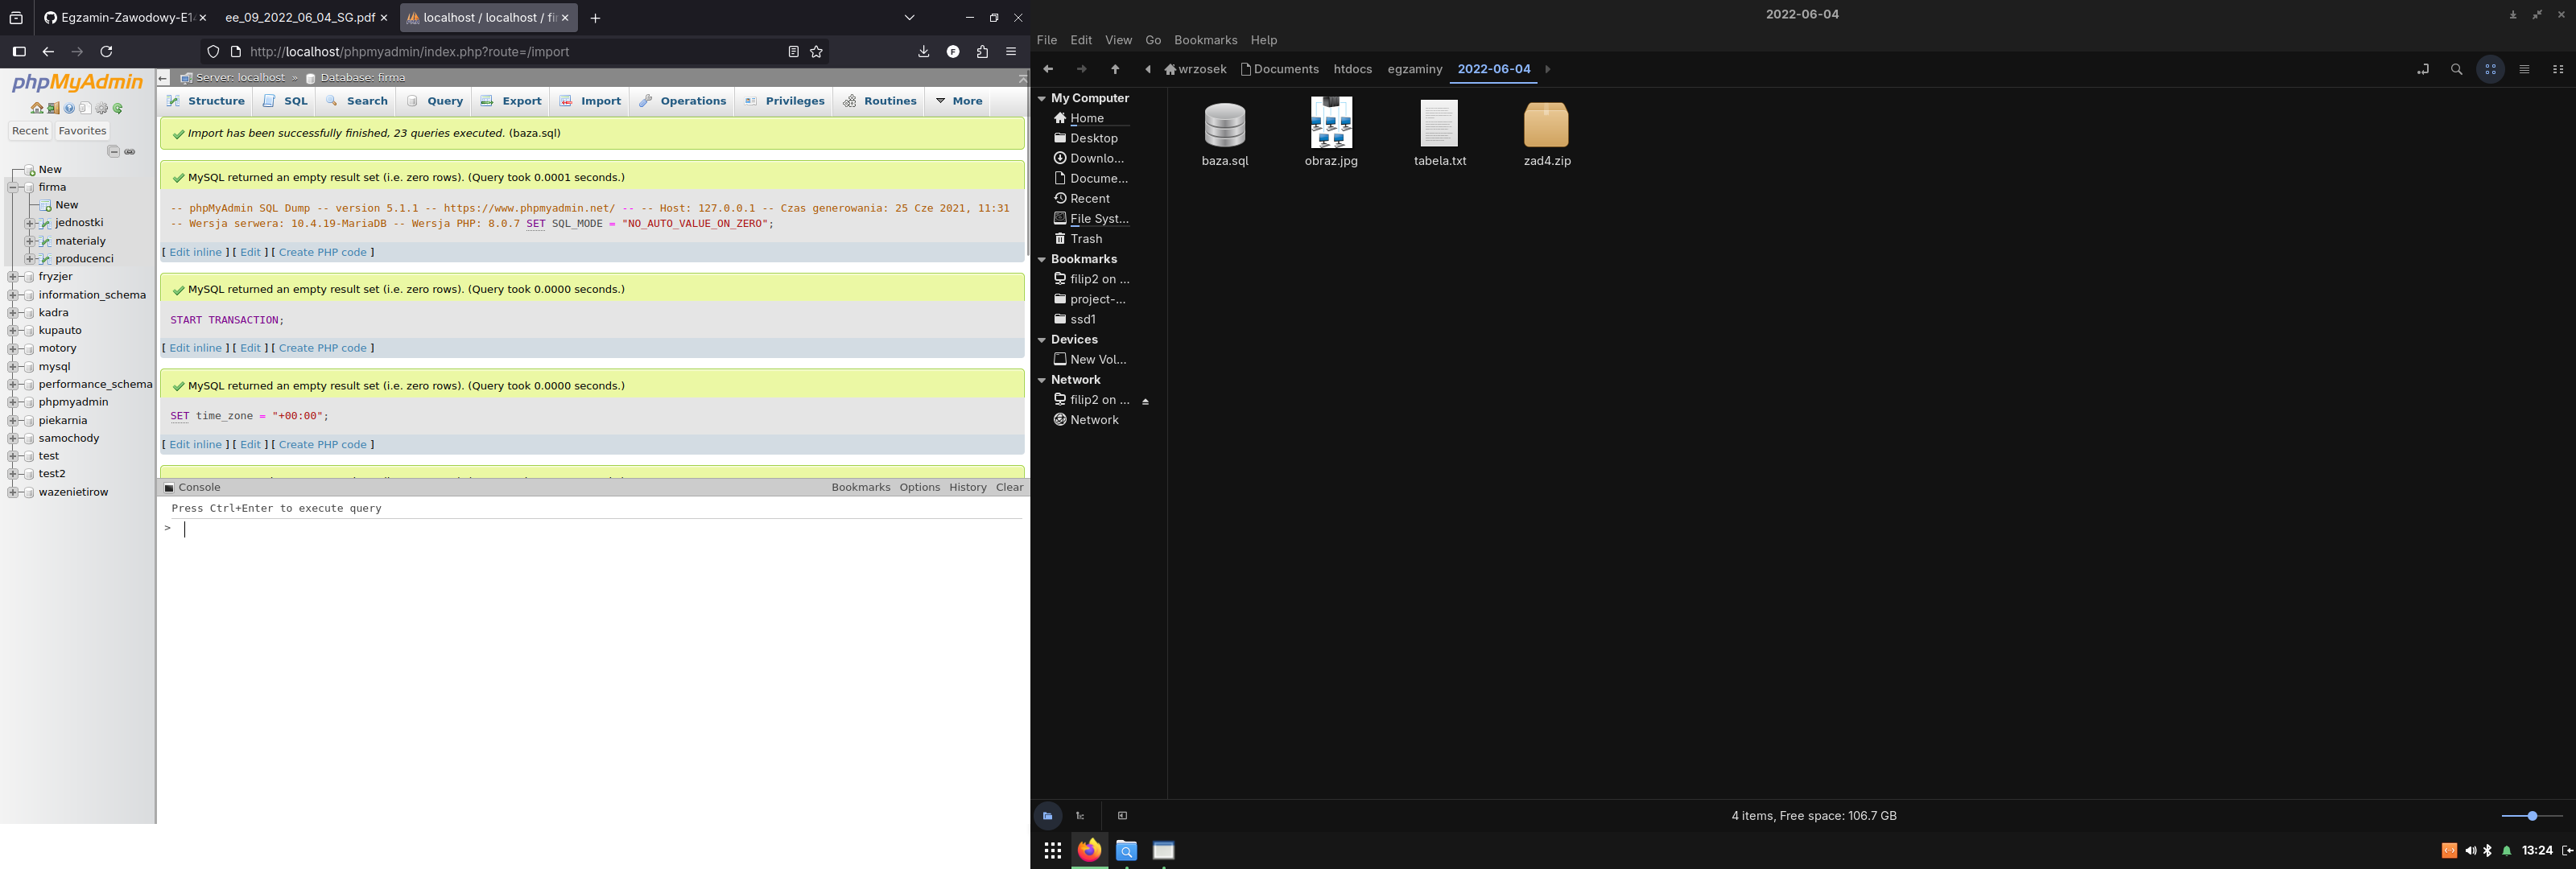 Egzamin-Zawodowy-E1
ee_09_2022_06_04_SG.pdf
localhost / localhost / fi
http://localhost/phpmyadmin/index.php?route=/import
phpMyAdmin
Recent
Favorites
New
firma
New
jednostki
materialy
producenci
fryzjer
information_schema
kadra
kupauto
motory
mysql
performance_schema
phpmyadmin
piekarnia
samochody
test
test2
wazenietirow
Server: localhost » Database: firma
Structure SQL Search Query Export Import Operations Privileges Routines More
Import has been successfully finished, 23 queries executed. (baza.sql)
MySQL returned an empty result set (i.e. zero rows). (Query took 0.0001 seconds.)
-- phpMyAdmin SQL Dump -- version 5.1.1 -- https://www.phpmyadmin.net/ -- -- Host: 127.0.0.1 -- Czas generowania: 25 Cze 2021, 11:31
-- Wersja serwera: 10.4.19-MariaDB -- Wersja PHP: 8.0.7 SET SQL_MODE = "NO_AUTO_VALUE_ON_ZERO";
[ Edit inline ] [ Edit ] [ Create PHP code ]
MySQL returned an empty result set (i.e. zero rows). (Query took 0.0000 seconds.)
START TRANSACTION;
[ Edit inline ] [ Edit ] [ Create PHP code ]
MySQL returned an empty result set (i.e. zero rows). (Query took 0.0000 seconds.)
SET time_zone = "+00:00";
[ Edit inline ] [ Edit ] [ Create PHP code ]
Console
Bookmarks Options History Clear
Press Ctrl+Enter to execute query
>
2022-06-04
File Edit View Go Bookmarks Help
wrzosek Documents htdocs egzaminy 2022-06-04
My Computer
Home
Desktop
Downlo...
Docume...
Recent
File Syst...
Trash
Bookmarks
filip2 on ...
project-...
ssd1
Devices
New Vol...
Network
filip2 on ...
Network
baza.sql
obraz.jpg
tabela.txt
zad4.zip
4 items, Free space: 106.7 GB
13:24